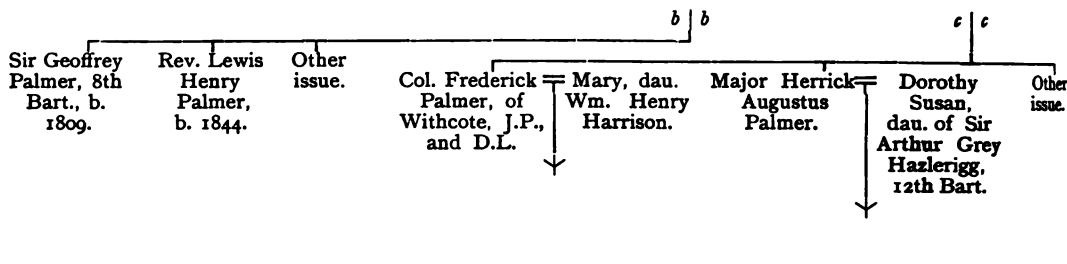 b b
c c
Sir Geoffrey
Palmer, 8th
Bart., b.
1809.
Rev. Lewis
Henry
Palmer,
b. 1844.
Other
issue.
Col. Frederick
Palmer, of
Withcote, J.P.,
and D.L.
=
Mary, dau.
Wm. Henry
Harrison.
Major Herrick
Augustus
Palmer.
=
Dorothy
Susan,
dau. of Sir
Arthur Grey
Hazlerigg,
12th Bart.
Other
issue.